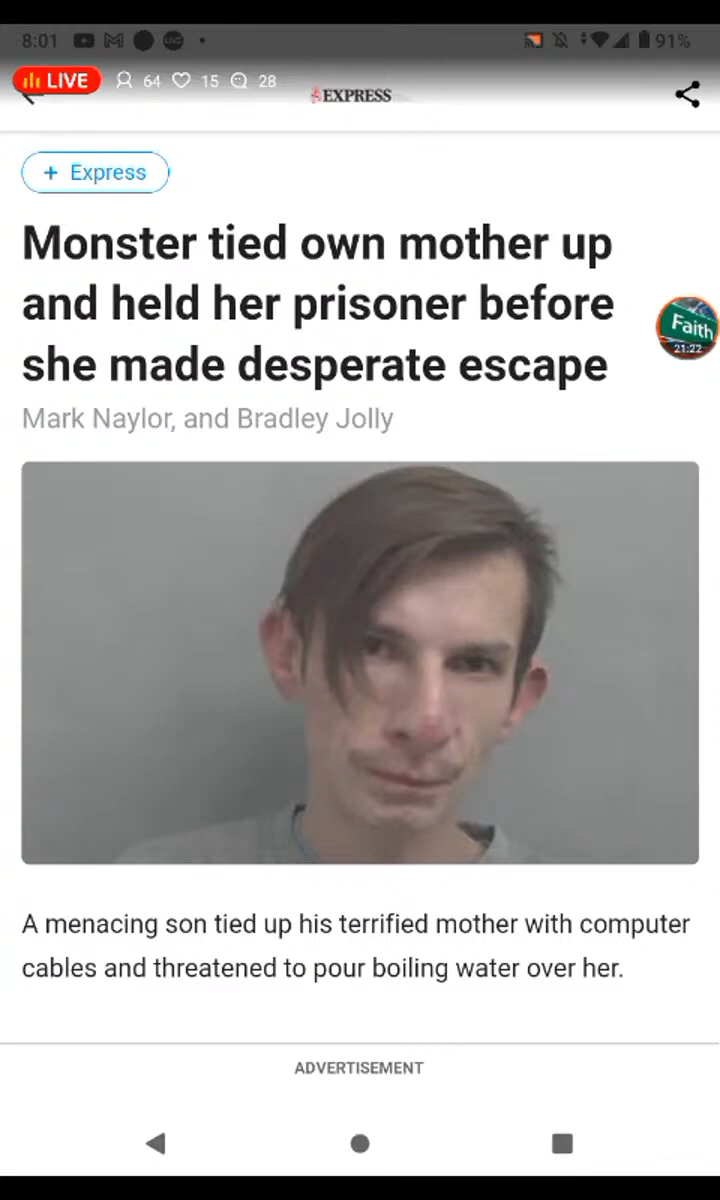 8:01
91%
LIVE 64 15 28
EXPRESS
+ Express
Monster tied own mother up
and held her prisoner before
she made desperate escape
Faith
21:22
Mark Naylor, and Bradley Jolly
A menacing son tied up his terrified mother with computer
cables and threatened to pour boiling water over her.
ADVERTISEMENT